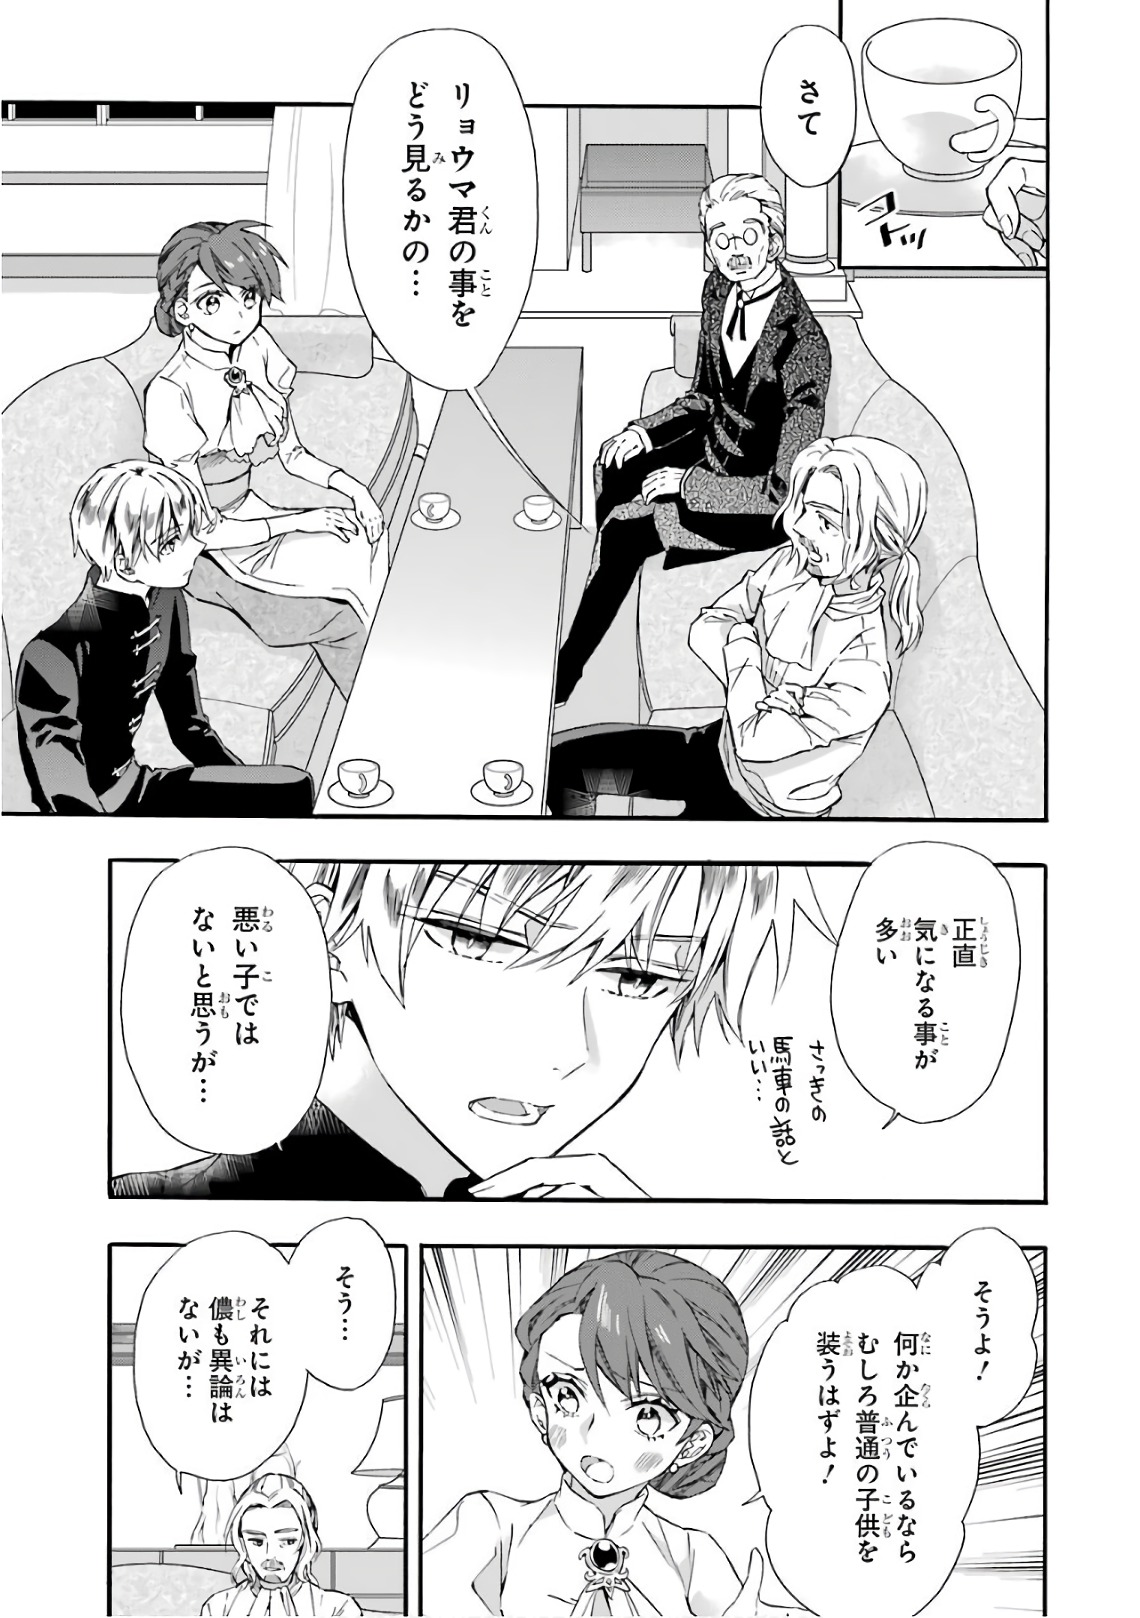 カトッ
さて
リョウマ君の事を
どう見るかの…
正直
気になる事が
多い
さっきの
馬車の話と
いい…
悪い子では
ないと思うが…
そうよ！
何か企んでいるなら
むしろ普通の子供を
装うはずよ！
そう…
それには
儂も異論は
ないが…